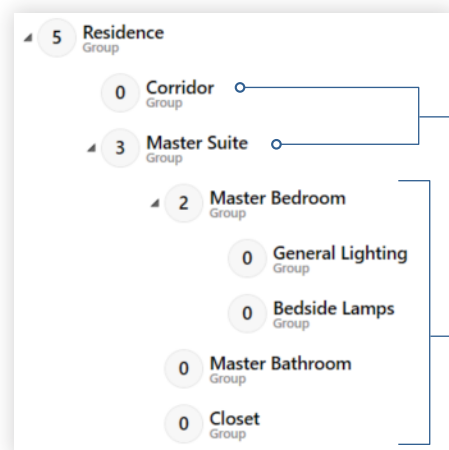 5 Residence
Group
0 Corridor
Group
3 Master Suite
Group
2 Master Bedroom
Group
0 General Lighting
Group
0 Bedside Lamps
Group
0 Master Bathroom
Group
0 Closet
Group